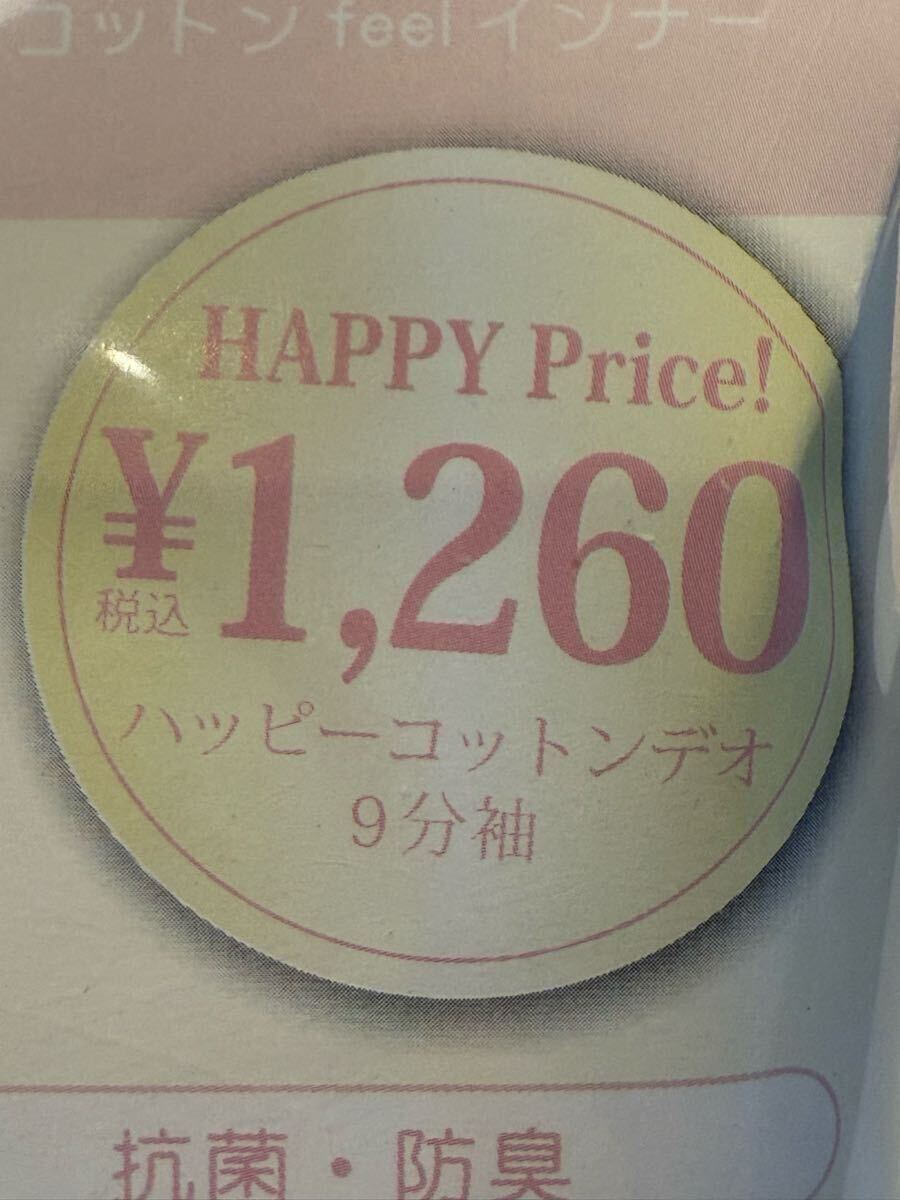 コットン feel インナー
HAPPY Price!
¥1,260
税込
ハッピーコットンデオ
9分袖
抗菌・防臭